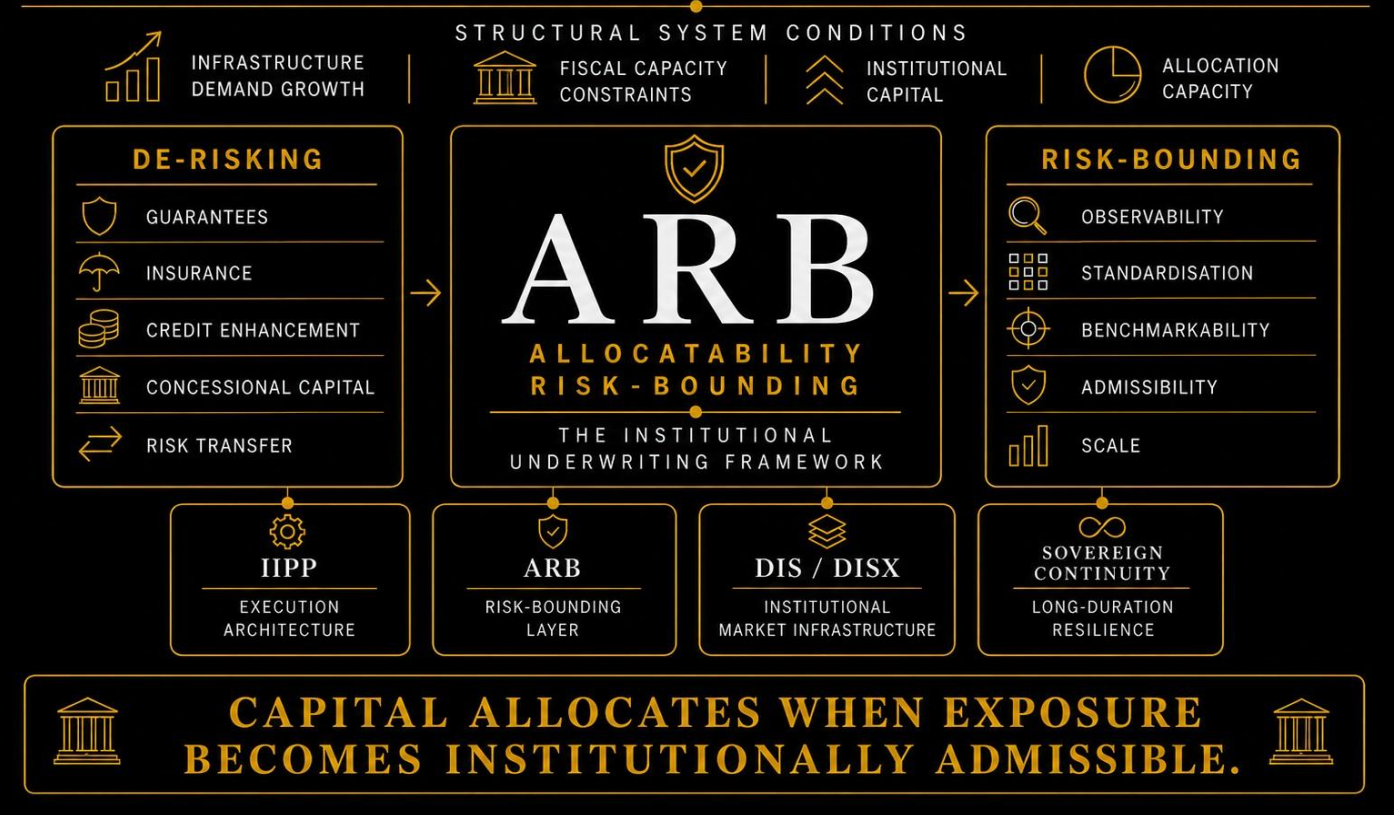 STRUCTURAL SYSTEM CONDITIONS
INFRASTRUCTURE
DEMAND GROWTH
FISCAL CAPACITY
CONSTRAINTS
INSTITUTIONAL
CAPITAL
ALLOCATION
CAPACITY
DE-RISKING
GUARANTEES
INSURANCE
CREDIT ENHANCEMENT
CONCESSIONAL CAPITAL
RISK TRANSFER
ARB
ALLOCATABILITY
RISK-BOUNDING
THE INSTITUTIONAL
UNDERWRITING FRAMEWORK
RISK-BOUNDING
OBSERVABILITY
STANDARDISATION
BENCHMARKABILITY
ADMISSIBILITY
SCALE
IIPP
EXECUTION
ARCHITECTURE
ARB
RISK-BOUNDING
LAYER
DIS / DISX
INSTITUTIONAL
MARKET INFRASTRUCTURE
SOVEREIGN
CONTINUITY
LONG-DURATION
RESILIENCE
CAPITAL ALLOCATES WHEN EXPOSURE
BECOMES INSTITUTIONALLY ADMISSIBLE.